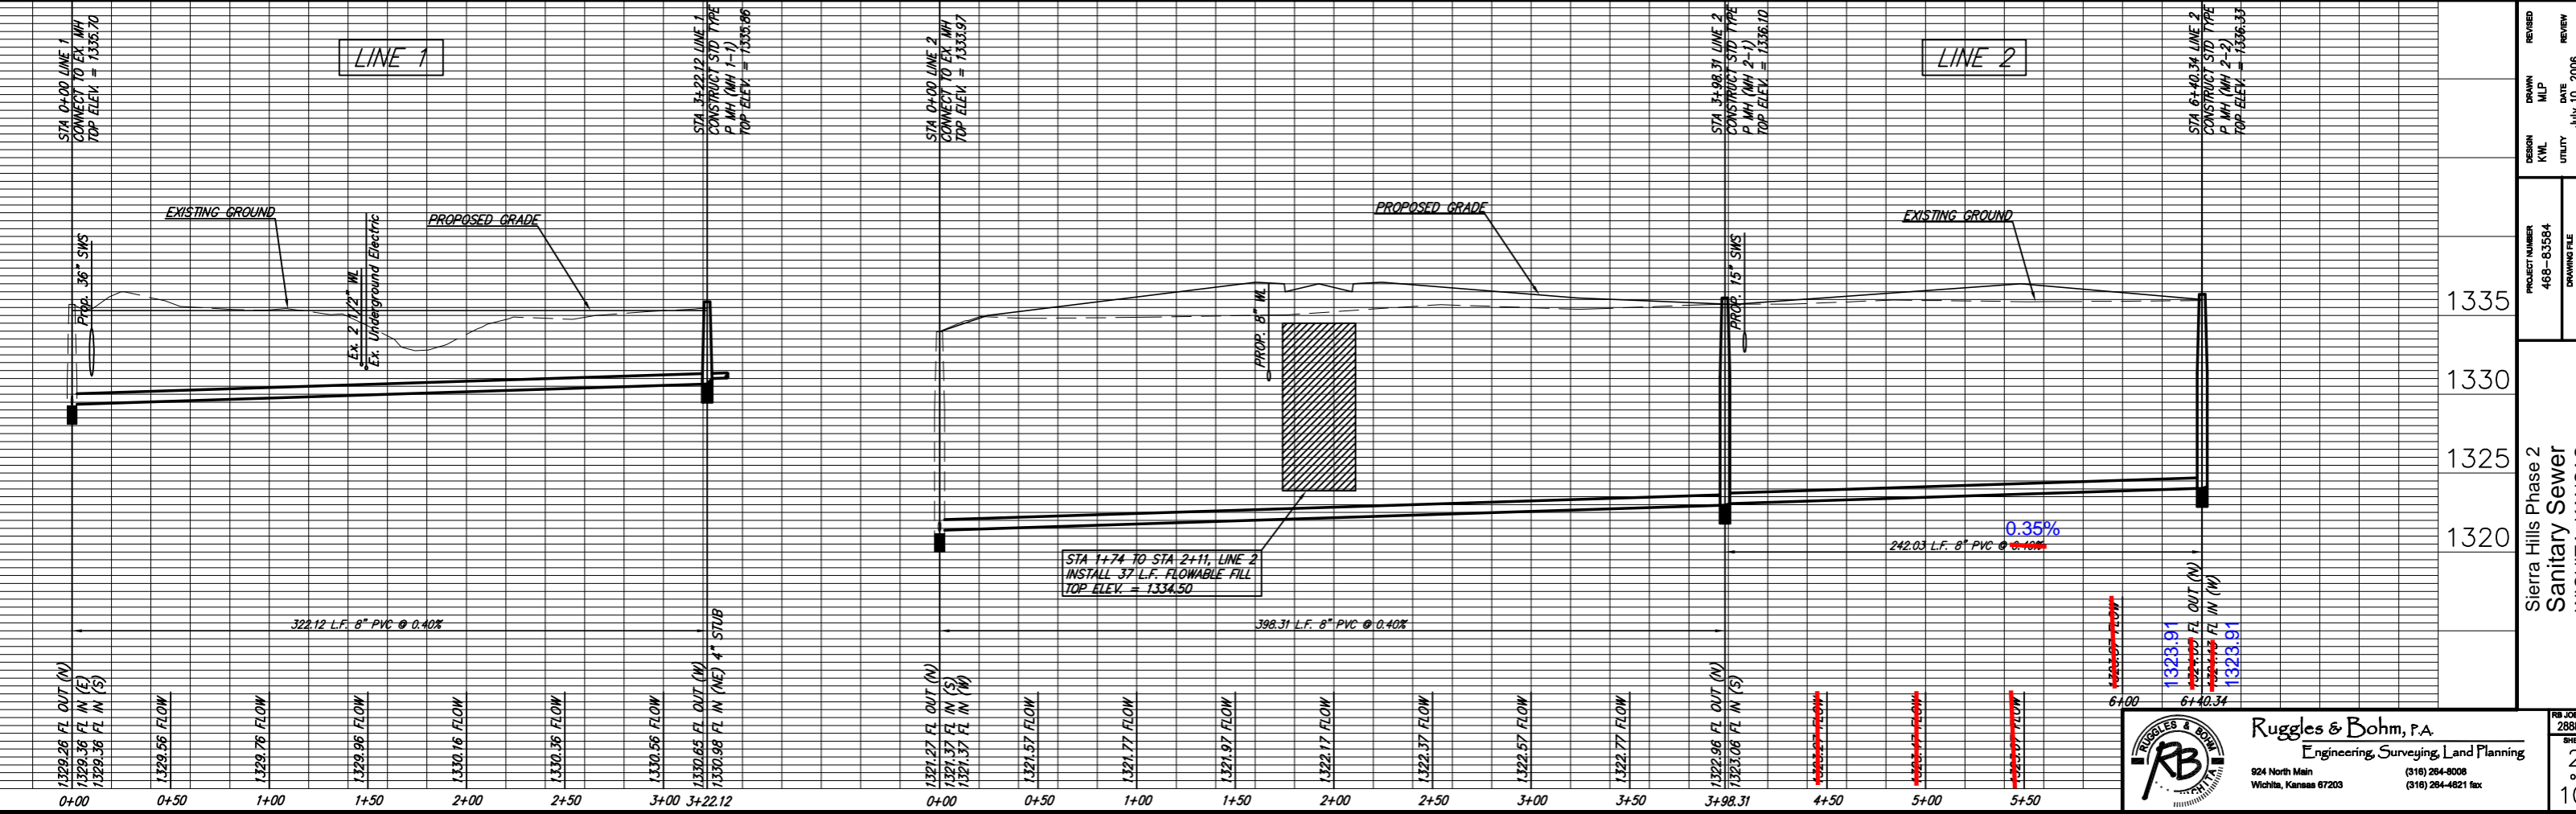 STA 0+00 LINE 1
CONNECT TO EX. MH
TOP ELEV. = 1335.70
LINE 1
STA 3+22.12 LINE 1
CONSTRUCT STD TYPE
P MH (MH 1-1)
TOP ELEV. = 1335.86
STA 0+00 LINE 2
CONNECT TO EX. MH
TOP ELEV. = 1333.97
STA 3+98.31 LINE 2
CONSTRUCT STD TYPE
P MH (MH 2-1)
TOP ELEV. = 1336.10
LINE 2
STA 6+40.34 LINE 2
CONSTRUCT STD TYPE
P MH (MH 2-2)
TOP ELEV. = 1336.33
EXISTING GROUND
PROPOSED GRADE
Prop. 36" SWS
Ex. 2 1/2" WL
Ex. Underground Electric
PROPOSED GRADE
EXISTING GROUND
PROP. 8" WL
PROP. 15" SWS
1335
1330
1325
1320
STA 1+74 TO STA 2+11, LINE 2
INSTALL 37 L.F. FLOWABLE FILL
TOP ELEV. = 1334.50
0.35%
242.03 L.F. 8" PVC @
322.12 L.F. 8" PVC @ 0.40%
398.31 L.F. 8" PVC @ 0.40%
1329.26 FL OUT (N)
1329.36 FL IN (E)
1329.36 FL IN (S)
1329.56 FLOW
1329.76 FLOW
1329.96 FLOW
1330.16 FLOW
1330.36 FLOW
1330.56 FLOW
1330.65 FL OUT (W)
1330.98 FL IN (NE) 4" STUB
1321.27 FL OUT (N)
1321.37 FL IN (S)
1321.37 FL IN (W)
1321.57 FLOW
1321.77 FLOW
1321.97 FLOW
1322.17 FLOW
1322.37 FLOW
1322.57 FLOW
1322.77 FLOW
1322.96 FL OUT (N)
1323.06 FL IN (S)
1323.91
FL OUT (N)
FL IN (W)
1323.91
0+00
0+50
1+00
1+50
2+00
2+50
3+00
3+22.12
0+00
0+50
1+00
1+50
2+00
2+50
3+00
3+50
3+98.31
4+50
5+00
5+50
6+00
6+40.34
REVISED
REVIEW
DRAWN
MLP
DATE
July 10, 2006
DESIGN
KWL
UTILITY
PROJECT NUMBER
468-83584
DRAWING FILE
Sierra Hills Phase 2
Sanitary Sewer
RUGGLES & BOHM
RB
WICHITA
Ruggles & Bohm, P.A.
Engineering, Surveying, Land Planning
924 North Main
(316) 264-8008
Wichita, Kansas 67203
(316) 264-4621 fax